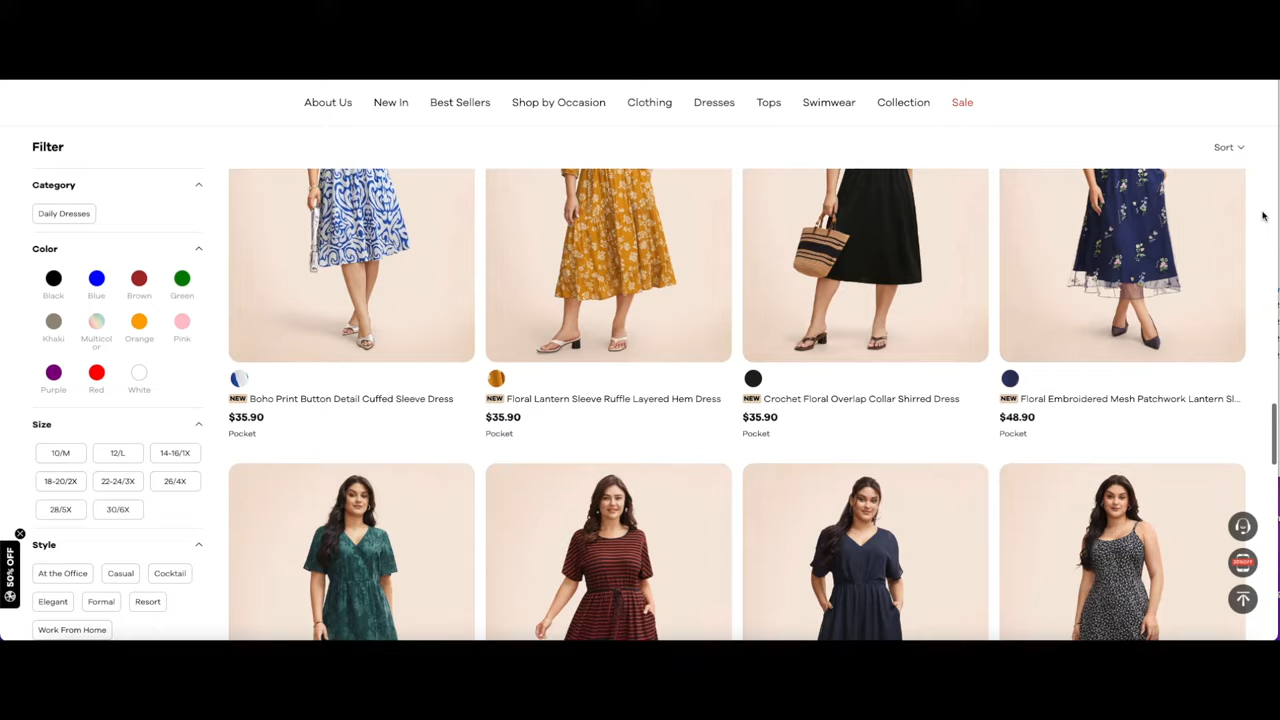 About Us New In Best Sellers Shop by Occasion Clothing Dresses Tops Swimwear Collection Sale
Filter
Sort
Category
Daily Dresses
Color
Black Blue Brown Green
Khaki Multicol
or Orange Pink
Purple Red White
Size
10/M 12/L 14-16/1X
18-20/2X 22-24/3X 26/4X
28/5X 30/6X
Style
At the Office Casual Cocktail
Elegant Formal Resort
Work From Home
NEW Boho Print Button Detail Cuffed Sleeve Dress
$35.90
Pocket
NEW Floral Lantern Sleeve Ruffle Layered Hem Dress
$35.90
Pocket
NEW Crochet Floral Overlap Collar Shirred Dress
$35.90
Pocket
NEW Floral Embroidered Mesh Patchwork Lantern Sl...
$48.90
Pocket
50% OFF
20%OFF